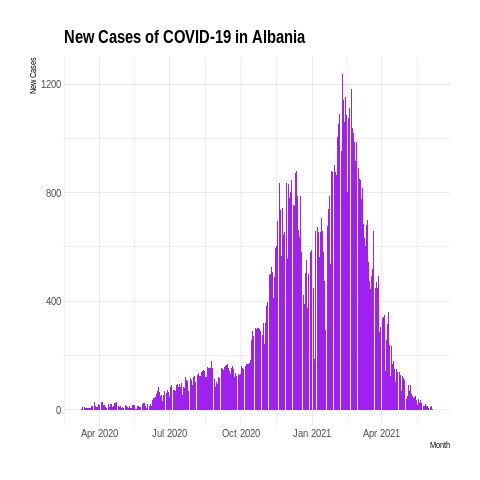 New Cases of COVID-19 in Albania
New Cases
1200
800
400
0
Apr 2020 Jul 2020 Oct 2020 Jan 2021 Apr 2021
Month